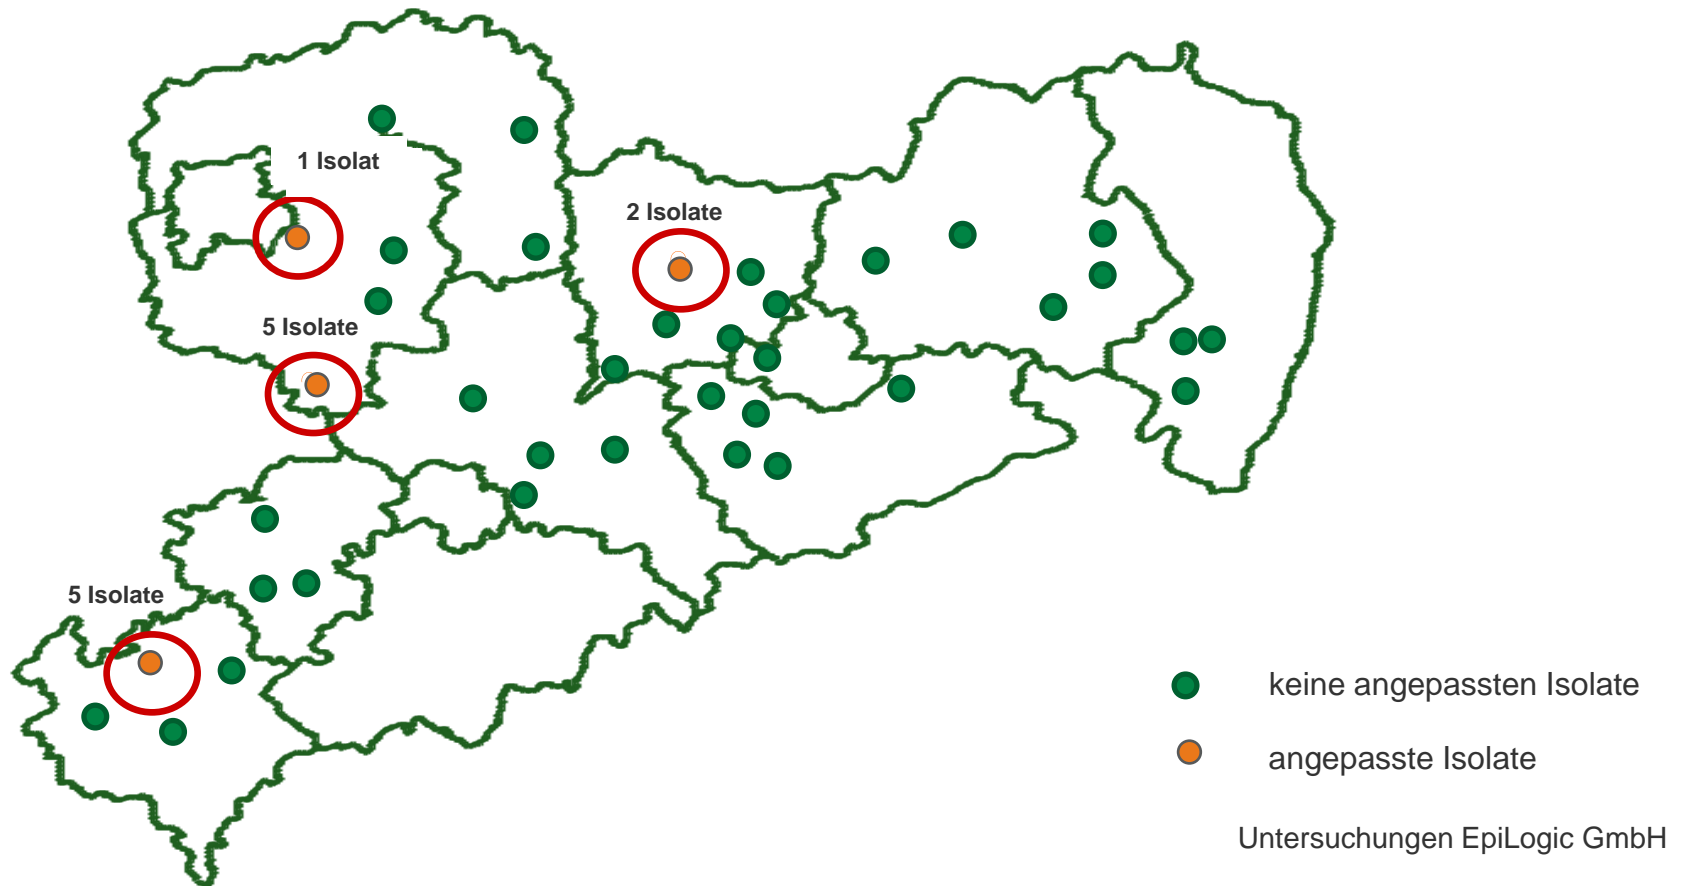 1 Isolat
2 Isolate
5 Isolate
5 Isolate
keine angepassten Isolate
angepasste Isolate
Untersuchungen EpiLogic GmbH